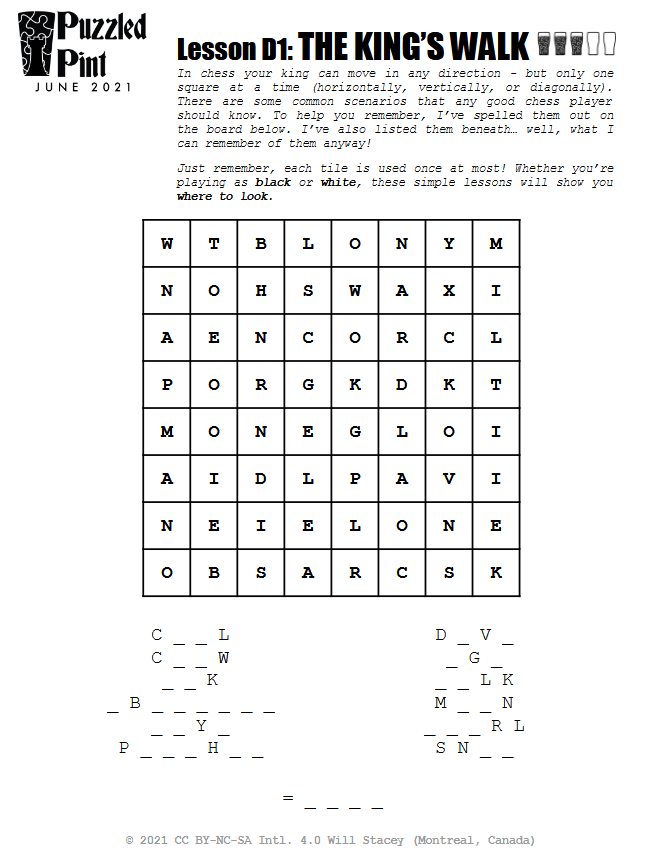 Puzzled
Pint
JUNE 2021
Lesson D1: THE KING'S WALK
In chess your king can move in any direction - but only one
square at a time (horizontally, vertically, or diagonally).
There are some common scenarios that any good chess player
should know. To help you remember, I've spelled them out on
the board below. I've also listed them beneath… well, what I
can remember of them anyway!
Just remember, each tile is used once at most! Whether you're
playing as black or white, these simple lessons will show you
where to look.
W T B L O N Y M
N O H S W A X I
A E N C O R C L
P O R G K D K T
M O N E G L O I
A I D L P A V I
N E I E L O N E
O B S A R C S K
C _ _ L
C _ _ W
_ _ K
_ B _ _ _ _ _ _
_ _ Y _
P _ _ _ H _ _
D _ V _
_ G _
_ _ L K
M _ _ N
_ _ _ R L
S N _ _
= _ _ _ _
© 2021 CC BY-NC-SA Intl. 4.0 Will Stacey (Montreal, Canada)